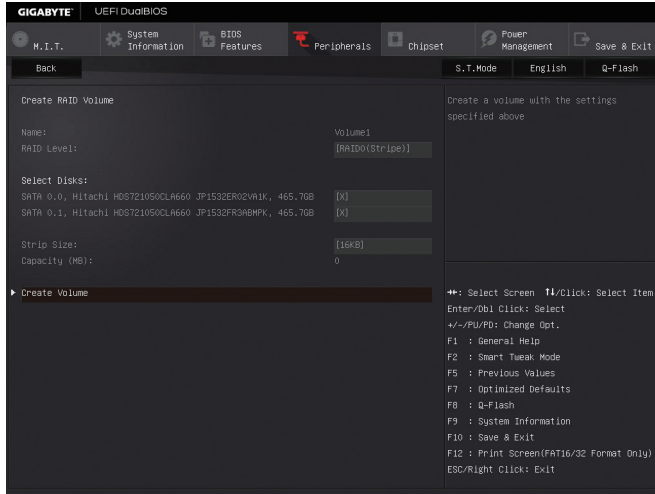 GIGABYTE™ UEFI DualBIOS
M.I.T. System Information BIOS Features Peripherals Chipset Power Management Save & Exit
Back S.T.Mode English Q-Flash
Create RAID Volume
Name: Volume1
RAID Level: [RAID0(Stripe)]
Select Disks:
SATA 0.0, Hitachi HDS721050CLA660 JP1532ER02VA1K, 465.7GB [X]
SATA 0.1, Hitachi HDS721050CLA660 JP1532FR3ABMPK, 465.7GB [X]
Strip Size: [16KB]
Capacity (MB): 0
Create Volume
Create a volume with the settings
specified above
→←: Select Screen ↑↓/Click: Select Item
Enter/Dbl Click: Select
+/-/PU/PD: Change Opt.
F1 : General Help
F2 : Smart Tweak Mode
F5 : Previous Values
F7 : Optimized Defaults
F8 : Q-Flash
F9 : System Information
F10 : Save & Exit
F12 : Print Screen(FAT16/32 Format Only)
ESC/Right Click: Exit